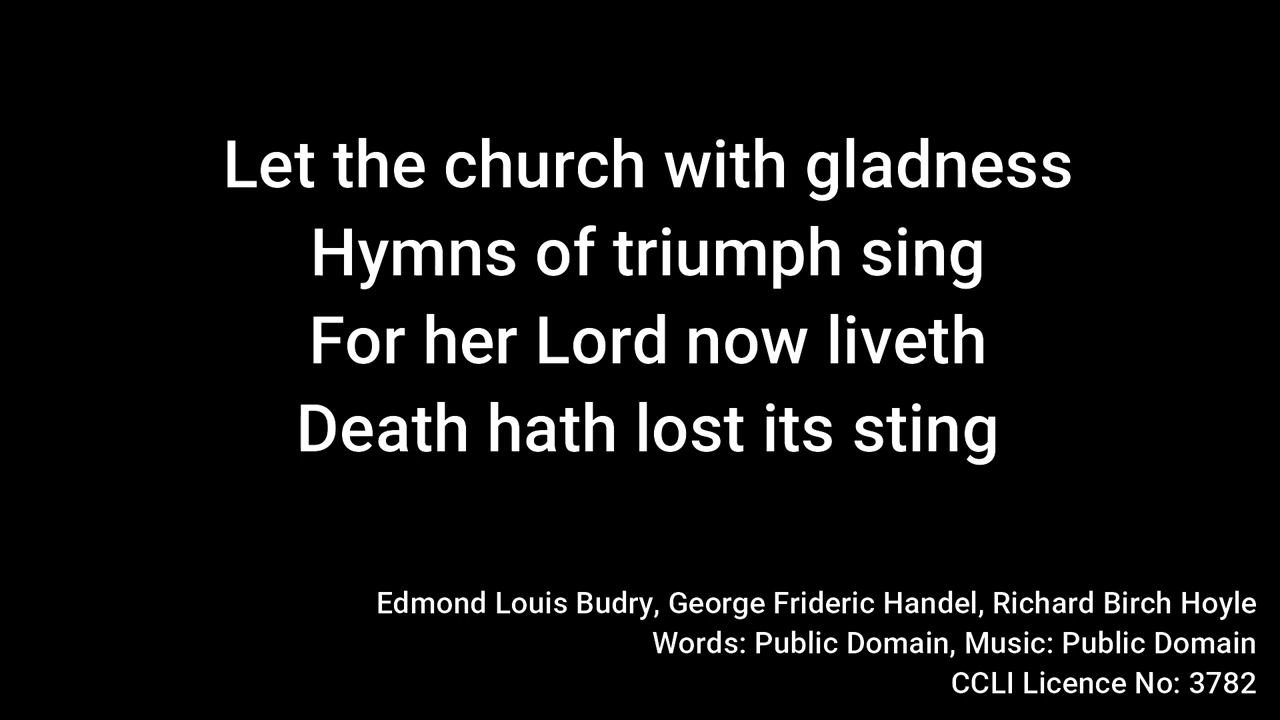 Let the church with gladness
Hymns of triumph sing
For her Lord now liveth
Death hath lost its sting
Edmond Louis Budry, George Frideric Handel, Richard Birch Hoyle
Words: Public Domain, Music: Public Domain
CCLI Licence No: 3782